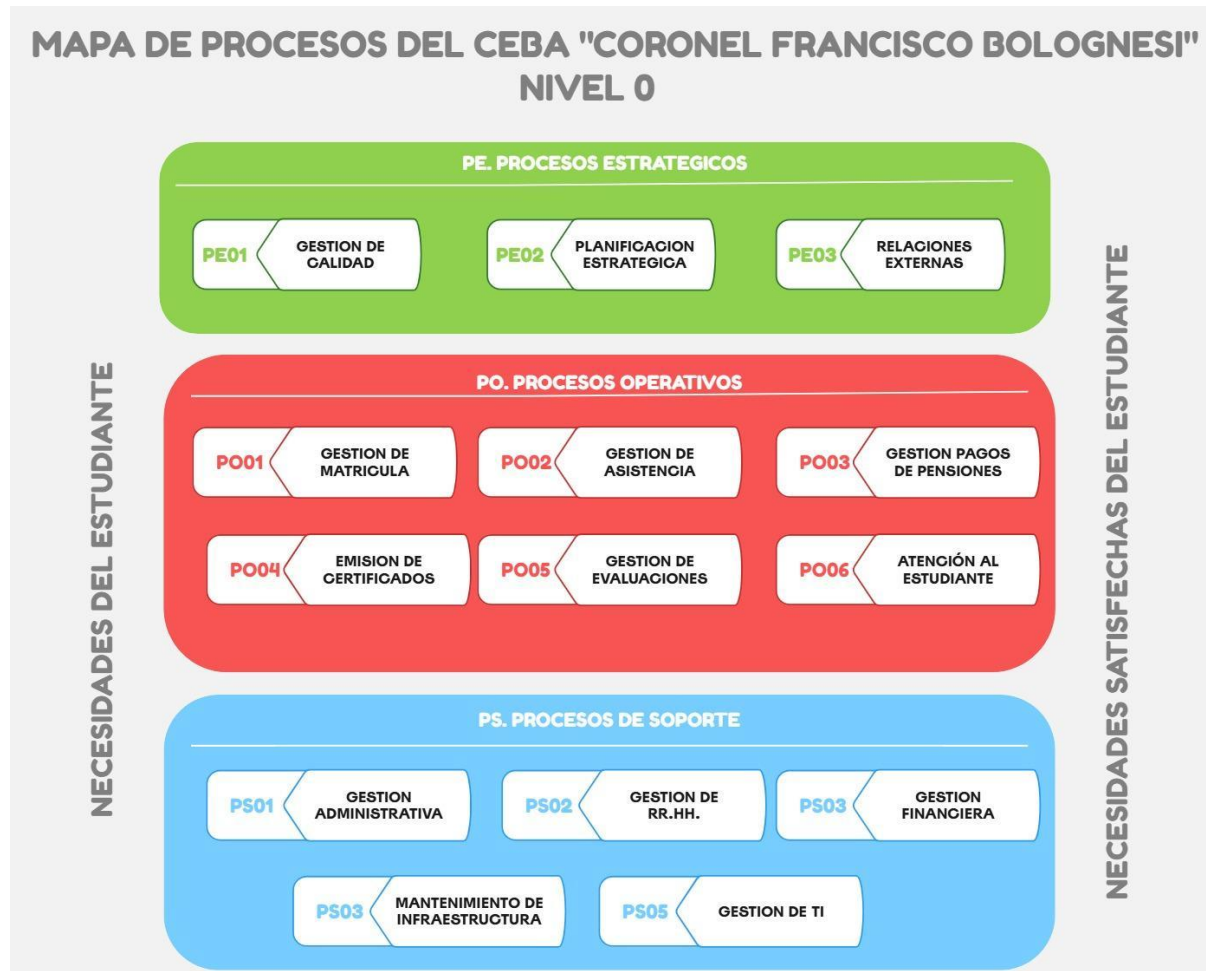 MAPA DE PROCESOS DEL CEBA "CORONEL FRANCISCO BOLOGNESI"
NIVEL 0
NECESIDADES DEL ESTUDIANTE
PE. PROCESOS ESTRATEGICOS
PE01
GESTION DE
CALIDAD
PE02
PLANIFICACION
ESTRATEGICA
PE03
RELACIONES
EXTERNAS
PO. PROCESOS OPERATIVOS
PO01
GESTION DE
MATRICULA
PO02
GESTION DE
ASISTENCIA
PO03
GESTION PAGOS
DE PENSIONES
PO04
EMISION DE
CERTIFICADOS
PO05
GESTION DE
EVALUACIONES
PO06
ATENCIÓN AL
ESTUDIANTE
PS. PROCESOS DE SOPORTE
PS01
GESTION
ADMINISTRATIVA
PS02
GESTION DE
RR.HH.
PS03
GESTION
FINANCIERA
PS03
MANTENIMIENTO DE
INFRAESTRUCTURA
PS05
GESTION DE TI
NECESIDADES SATISFECHAS DEL ESTUDIANTE